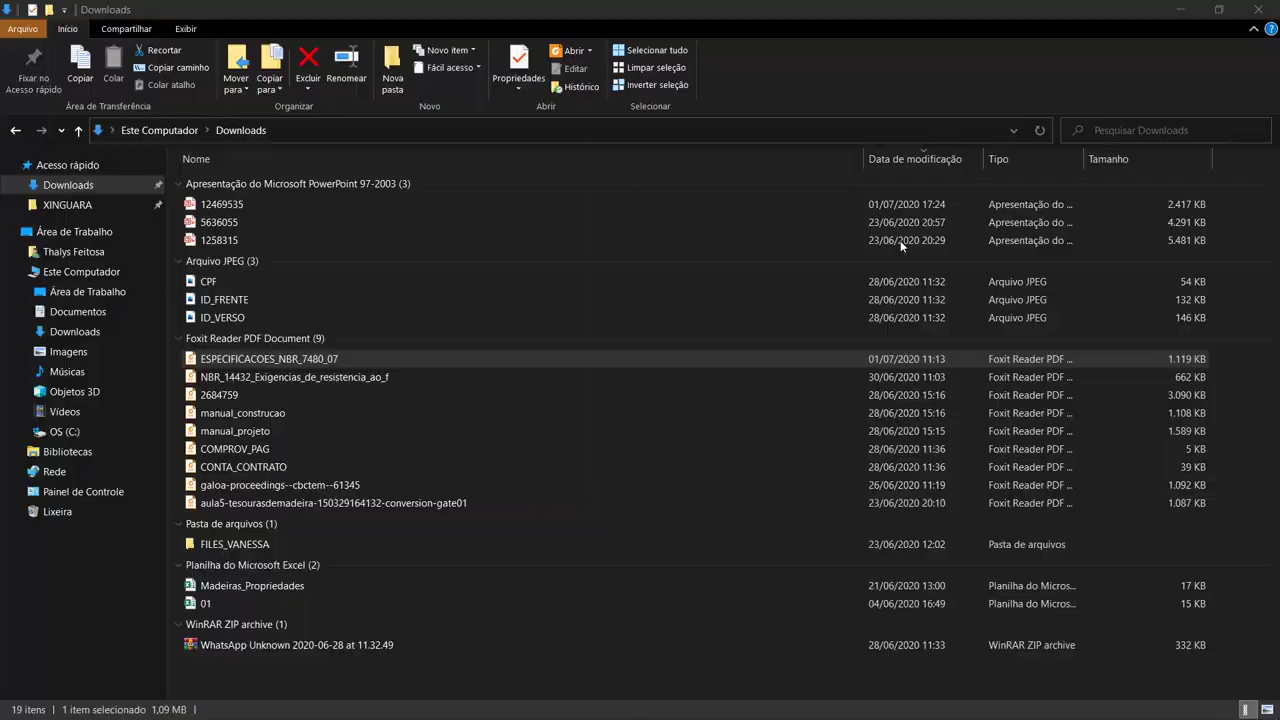 Downloads
Arquivo Início Compartilhar Exibir
Fixar no Acesso rápido
Copiar
Colar
Recortar
Copiar caminho
Colar atalho
Área de Transferência
Mover para
Copiar para
Excluir
Renomear
Organizar
Nova pasta
Novo item
Fácil acesso
Novo
Propriedades
Abrir
Editar
Histórico
Abrir
Selecionar tudo
Limpar seleção
Inverter seleção
Selecionar
Este Computador > Downloads
Pesquisar Downloads
Acesso rápido
Downloads
XINGUARA
Área de Trabalho
Thalys Feitosa
Este Computador
Área de Trabalho
Documentos
Downloads
Imagens
Músicas
Objetos 3D
Vídeos
OS (C:)
Bibliotecas
Rede
Painel de Controle
Lixeira
Nome Data de modificação Tipo Tamanho
Apresentação do Microsoft PowerPoint 97-2003 (3)
12469535 01/07/2020 17:24 Apresentação do ... 2.417 KB
5636055 23/06/2020 20:57 Apresentação do ... 4.291 KB
1258315 23/06/2020 20:29 Apresentação do ... 5.481 KB
Arquivo JPEG (3)
CPF 28/06/2020 11:32 Arquivo JPEG 54 KB
ID_FRENTE 28/06/2020 11:32 Arquivo JPEG 132 KB
ID_VERSO 28/06/2020 11:32 Arquivo JPEG 146 KB
Foxit Reader PDF Document (9)
ESPECIFICACOES_NBR_7480_07 01/07/2020 11:13 Foxit Reader PDF ... 1.119 KB
NBR_14432_Exigencias_de_resistencia_ao_f 30/06/2020 11:03 Foxit Reader PDF ... 662 KB
2684759 28/06/2020 15:16 Foxit Reader PDF ... 3.090 KB
manual_construcao 28/06/2020 15:16 Foxit Reader PDF ... 1.108 KB
manual_projeto 28/06/2020 15:15 Foxit Reader PDF ... 1.589 KB
COMPROV_PAG 28/06/2020 11:36 Foxit Reader PDF ... 5 KB
CONTA_CONTRATO 28/06/2020 11:36 Foxit Reader PDF ... 39 KB
galoa-proceedings--cbctem--61345 26/06/2020 11:19 Foxit Reader PDF ... 1.092 KB
aula5-tesourasdemadeira-150329164132-conversion-gate01 23/06/2020 20:10 Foxit Reader PDF ... 1.087 KB
Pasta de arquivos (1)
FILES_VANESSA 23/06/2020 12:02 Pasta de arquivos
Planilha do Microsoft Excel (2)
Madeiras_Propriedades 21/06/2020 13:00 Planilha do Micros... 17 KB
01 04/06/2020 16:49 Planilha do Micros... 15 KB
WinRAR ZIP archive (1)
WhatsApp Unknown 2020-06-28 at 11.32.49 28/06/2020 11:33 WinRAR ZIP archive 332 KB
19 itens 1 item selecionado 1,09 MB